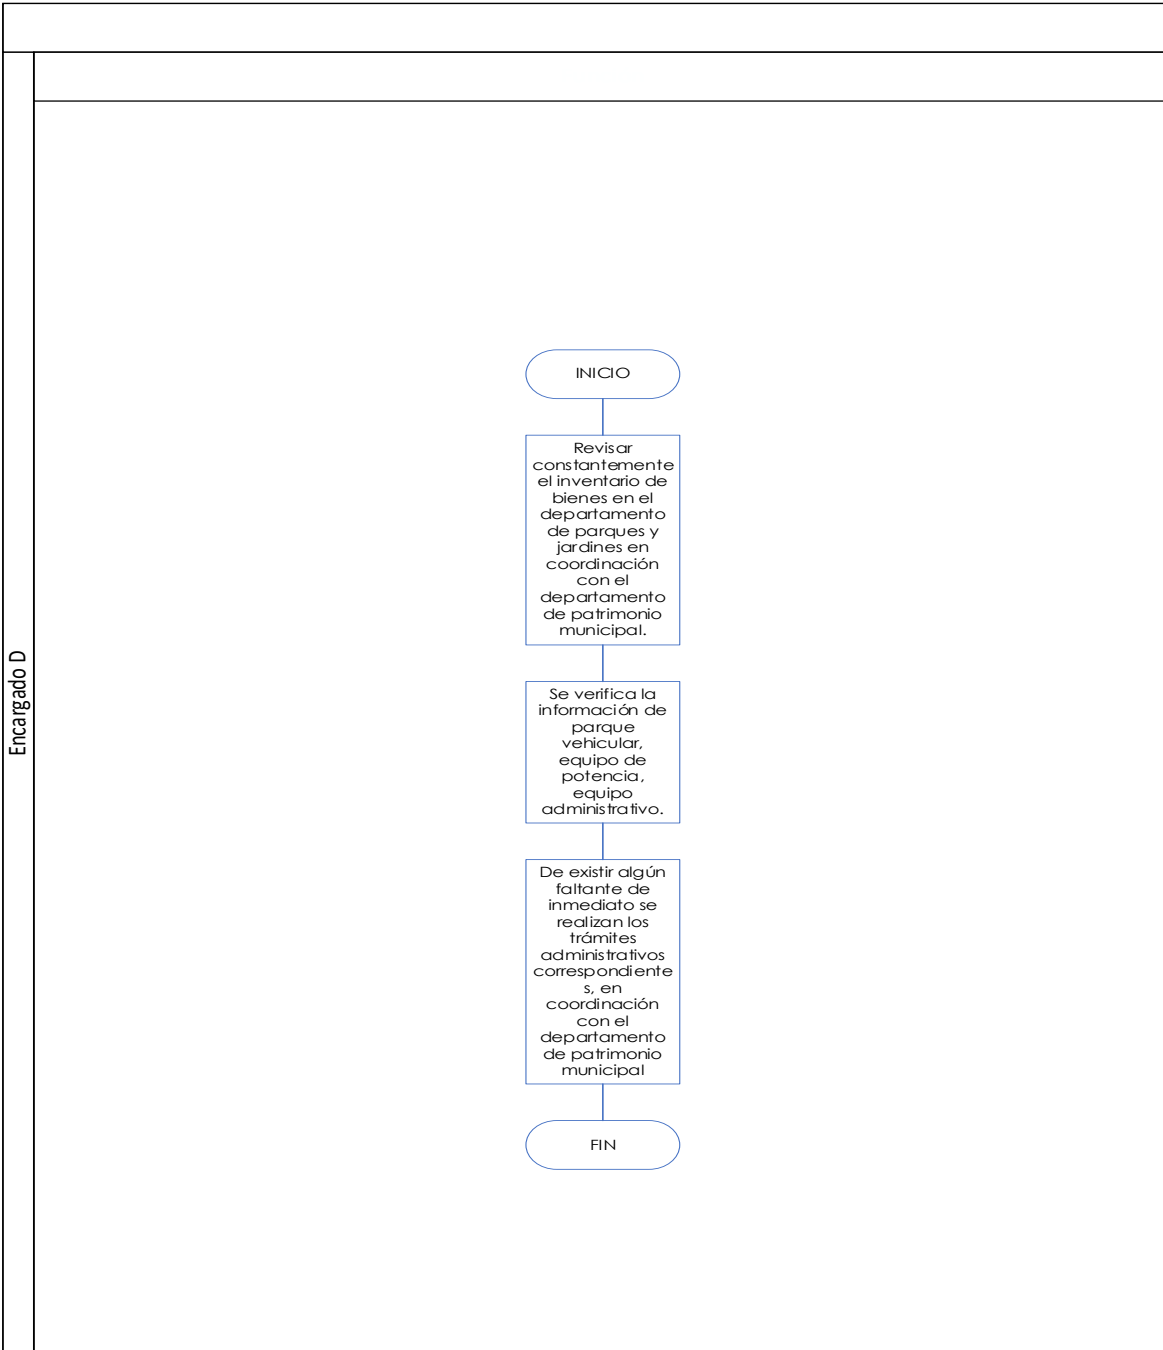 INICIO
Revisar
constantemente
el inventario de
bienes en el
departamento
de parques y
jardines en
coordinación
con el
departamento
de patrimonio
municipal.
Encargado D
Se verifica la
información de
parque
vehicular,
equipo de
potencia,
equipo
administrativo.
De existir algún
faltante de
inmediato se
realizan los
trámites
administrativos
correspondiente
s, en
coordinación
con el
departamento
de patrimonio
municipal
FIN